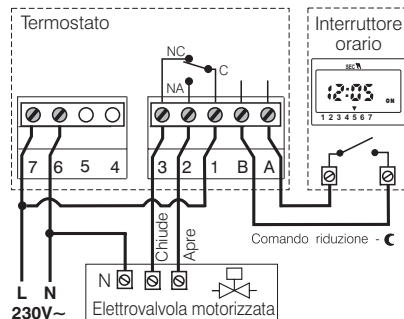 Termostato
Interruttore
orario
NC
C
NA
SEC
12:05
ON
1 2 3 4 5 6 7
7 6 5 4
3 2 1 B A
Chiude
Apre
Comando riduzione -
L N
230V~
N
Elettrovalvola motorizzata